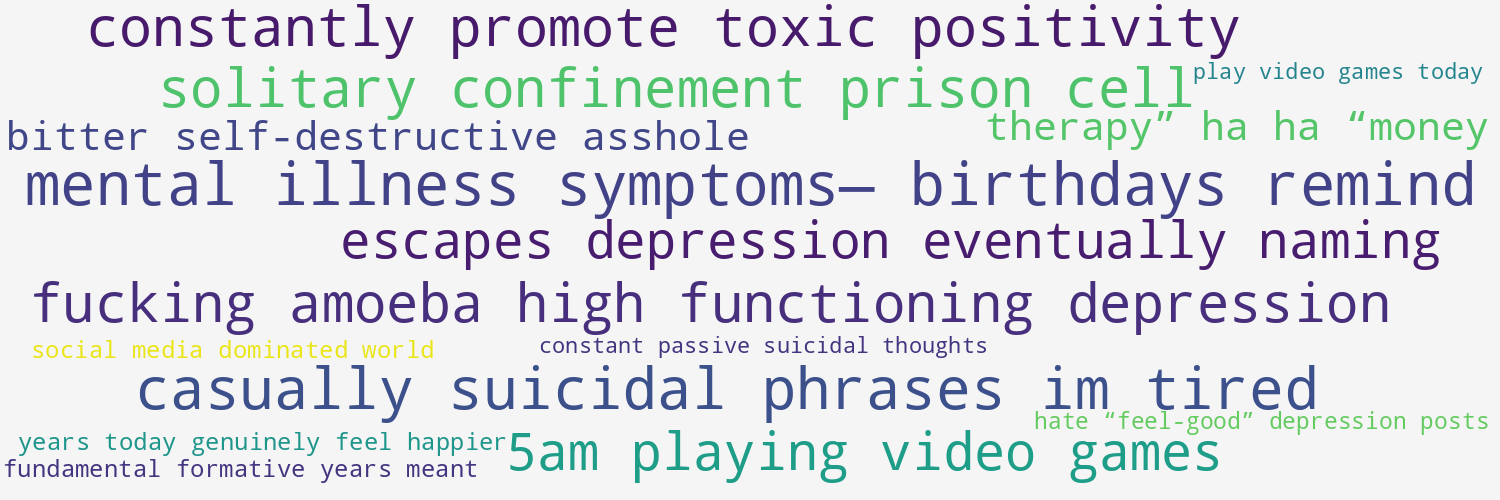 constantly promote toxic positivity
solitary confinement prison cell
play video games today
bitter self-destructive asshole
therapy” ha ha “money
mental illness symptoms— birthdays remind
escapes depression eventually naming
fucking amoeba high functioning depression
social media dominated world
constant passive suicidal thoughts
casually suicidal phrases im tired
hate “feel-good” depression posts
years today genuinely feel happier
5am playing video games
fundamental formative years meant